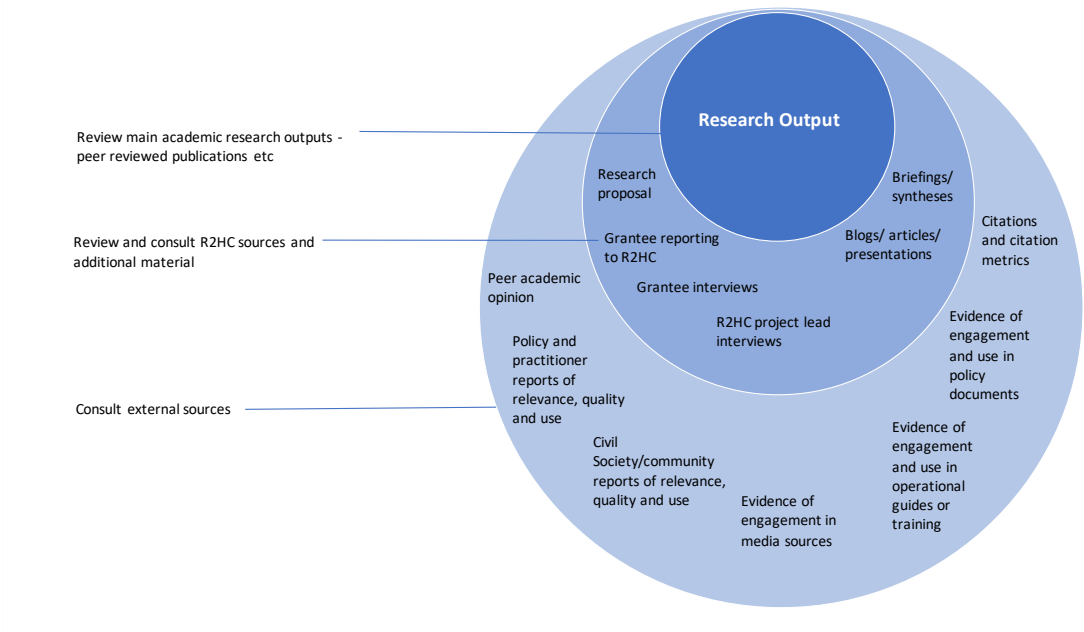 Research Output
Review main academic research outputs -
peer reviewed publications etc
Research
proposal
Briefings/
syntheses
Review and consult R2HC sources and
additional material
Grantee reporting
to R2HC
Blogs/ articles/
presentations
Citations
and citation
metrics
Peer academic
opinion
Grantee interviews
R2HC project lead
interviews
Evidence of
engagement
and use in
policy
documents
Policy and
practitioner
reports of
relevance, quality
and use
Consult external sources
Civil
Society/community
reports of relevance,
quality and use
Evidence of
engagement
and use in
operational
guides or
training
Evidence of
engagement in
media sources